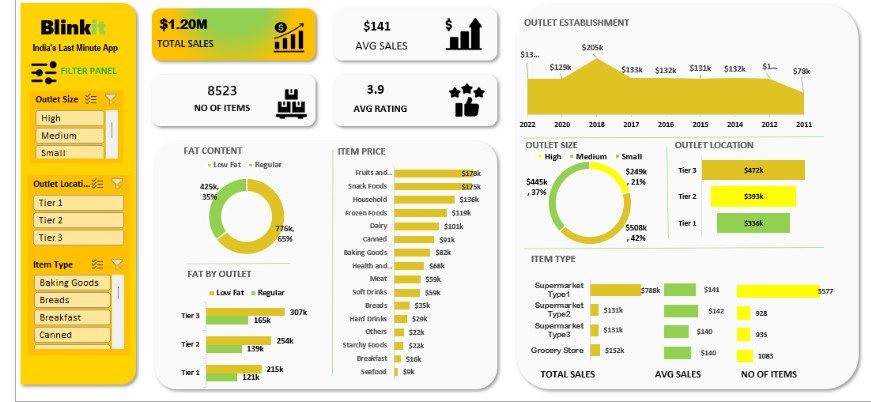 Blinkit
India's Last Minute App
FILTER PANEL
Outlet Size
High
Medium
Small
Outlet Locati...
Tier 1
Tier 2
Tier 3
Item Type
Baking Goods
Breads
Breakfast
Canned
$1.20M
TOTAL SALES
$141
AVG SALES
8523
NO OF ITEMS
3.9
AVG RATING
FAT CONTENT
Low Fat Regular
425k,
35%
776k,
65%
FAT BY OUTLET
Low Fat Regular
Tier 3 307k
165k
Tier 2 254k
139k
Tier 1 215k
121k
ITEM PRICE
Fruits and... $178k
Snack Foods $175k
Household $136k
Frozen Foods $119k
Dairy $101k
Canned $91k
Baking Goods $82k
Health and... $68k
Meat $59k
Soft Drinks $59k
Breads $35k
Hard Drinks $29k
Others $22k
Starchy Foods $22k
Breakfast $16k
Seafood $9k
OUTLET ESTABLISHMENT
$13... $129k $205k $133k $132k $131k $132k $1... $78k
2022 2020 2018 2017 2016 2015 2014 2012 2011
OUTLET SIZE
High Medium Small
$249k
, 21%
$445k
, 37%
$508k
, 42%
OUTLET LOCATION
Tier 3 $472k
Tier 2 $393k
Tier 1 $336k
ITEM TYPE
Supermarket
Type1 $788k $141 5577
Supermarket
Type2 $131k $142 928
Supermarket
Type3 $131k $140 935
Grocery Store $152k $140 1083
TOTAL SALES AVG SALES NO OF ITEMS